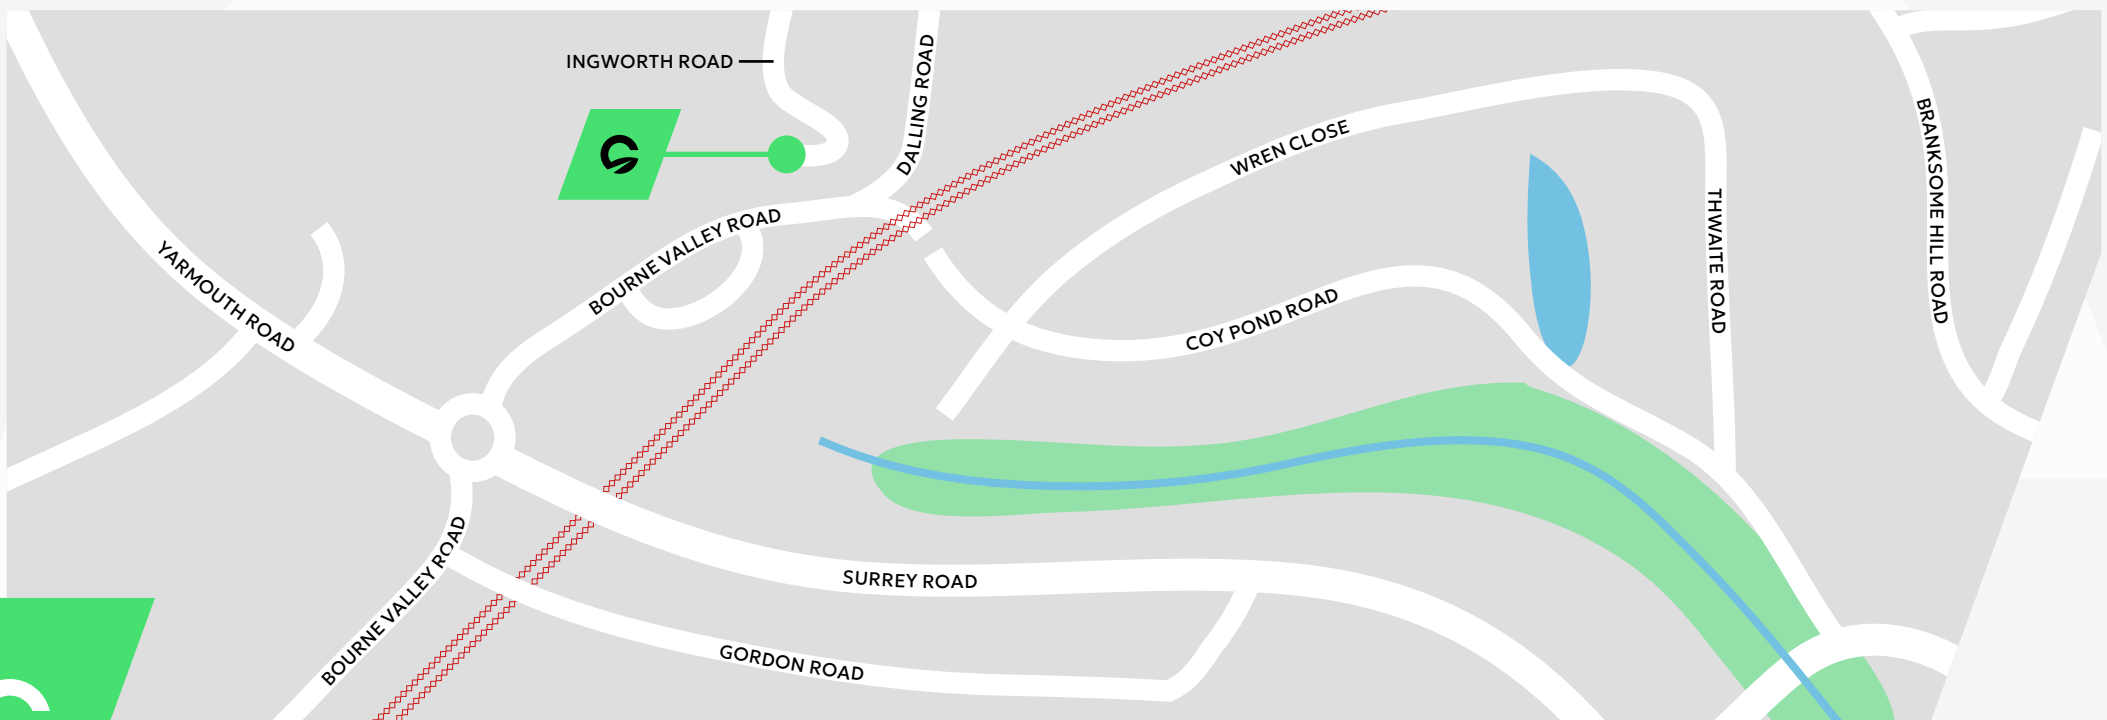 INGWORTH ROAD
DALLING ROAD
BOURNE VALLEY ROAD
WREN CLOSE
BRANKSOME HILL ROAD
THWAITE ROAD
YARMOUTH ROAD
COY POND ROAD
BOURNE VALLEY ROAD
SURREY ROAD
GORDON ROAD